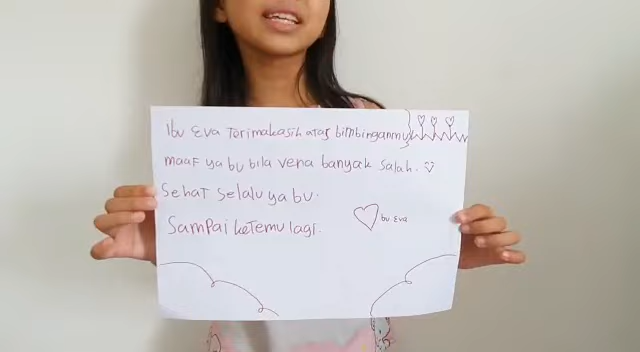 Ibu Eva Terimakasih atas bimbinganmu
maaf ya bu bila vena banyak salah.
Sehat Selalu ya bu.
Sampai keTemu lagi.
bu Eva